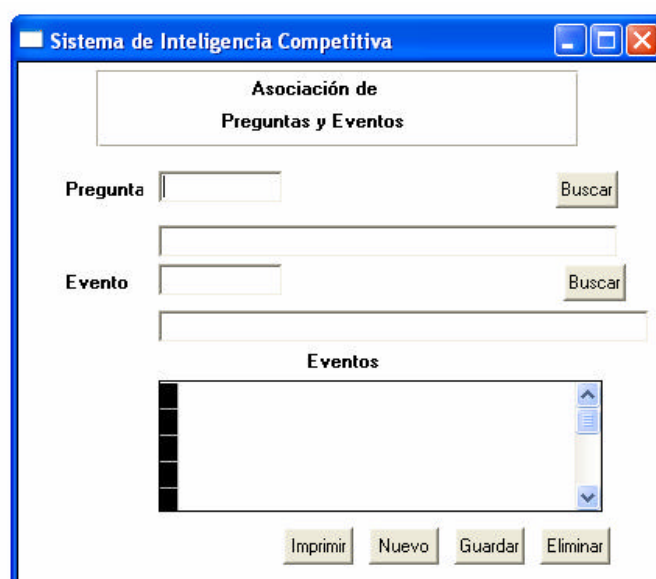 Sistema de Inteligencia Competitiva
Asociación de
Preguntas y Eventos
Pregunta
Buscar
Evento
Buscar
Eventos
Imprimir Nuevo Guardar Eliminar